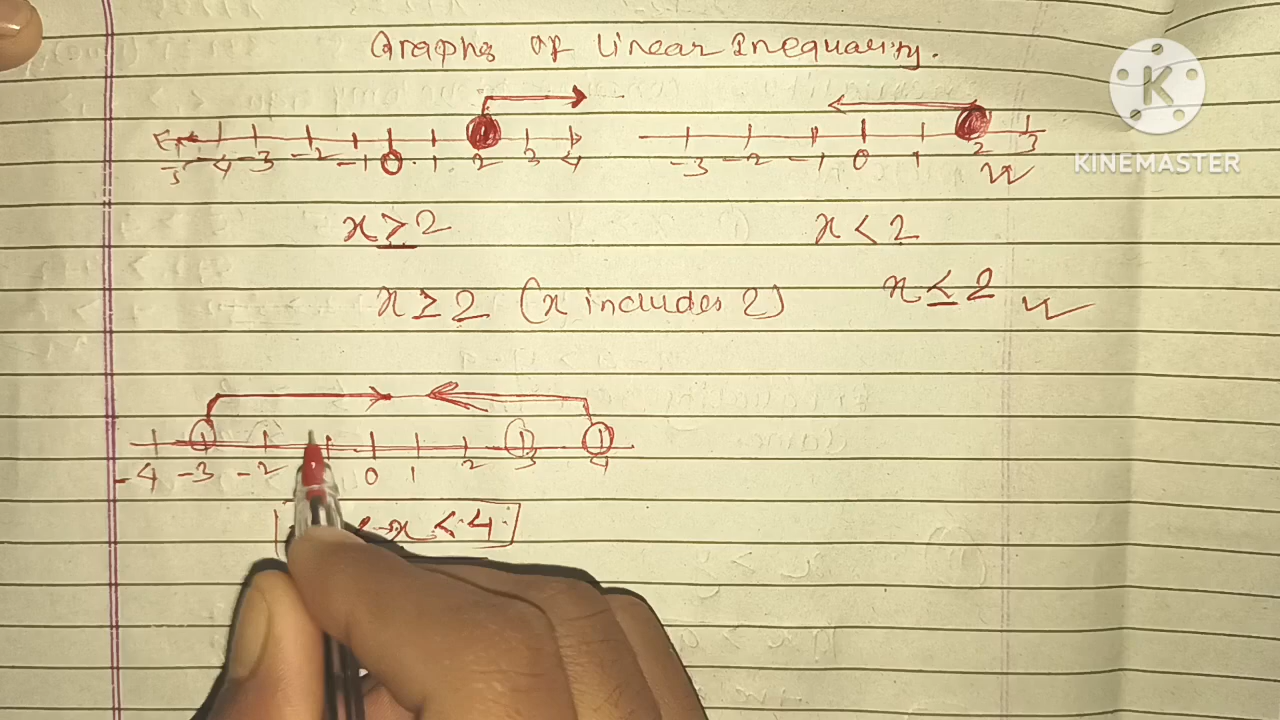 Graphs of Linear Inequality.
-5 -4 -3 -2 -1 0 1 2 3 4
-3 -2 -1 0 1 2 3
KINEMASTER
x ≥ 2
x < 2
x ≥ 2 (x includes 2)
x ≤ 2
-4 -3 -2 0 1 2 3 4
x < 4